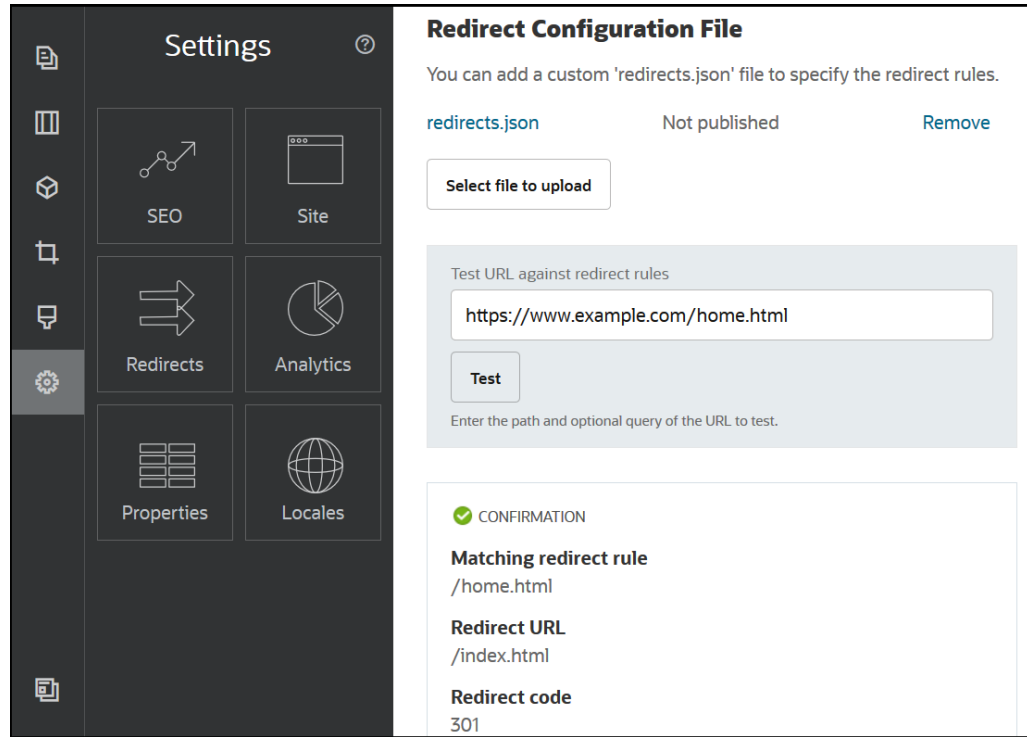 Settings
SEO
Site
Redirects
Analytics
Properties
Locales
Redirect Configuration File
You can add a custom 'redirects.json' file to specify the redirect rules.
redirects.json Not published Remove
Select file to upload
Test URL against redirect rules
https://www.example.com/home.html
Test
Enter the path and optional query of the URL to test.
CONFIRMATION
Matching redirect rule
/home.html
Redirect URL
/index.html
Redirect code
301